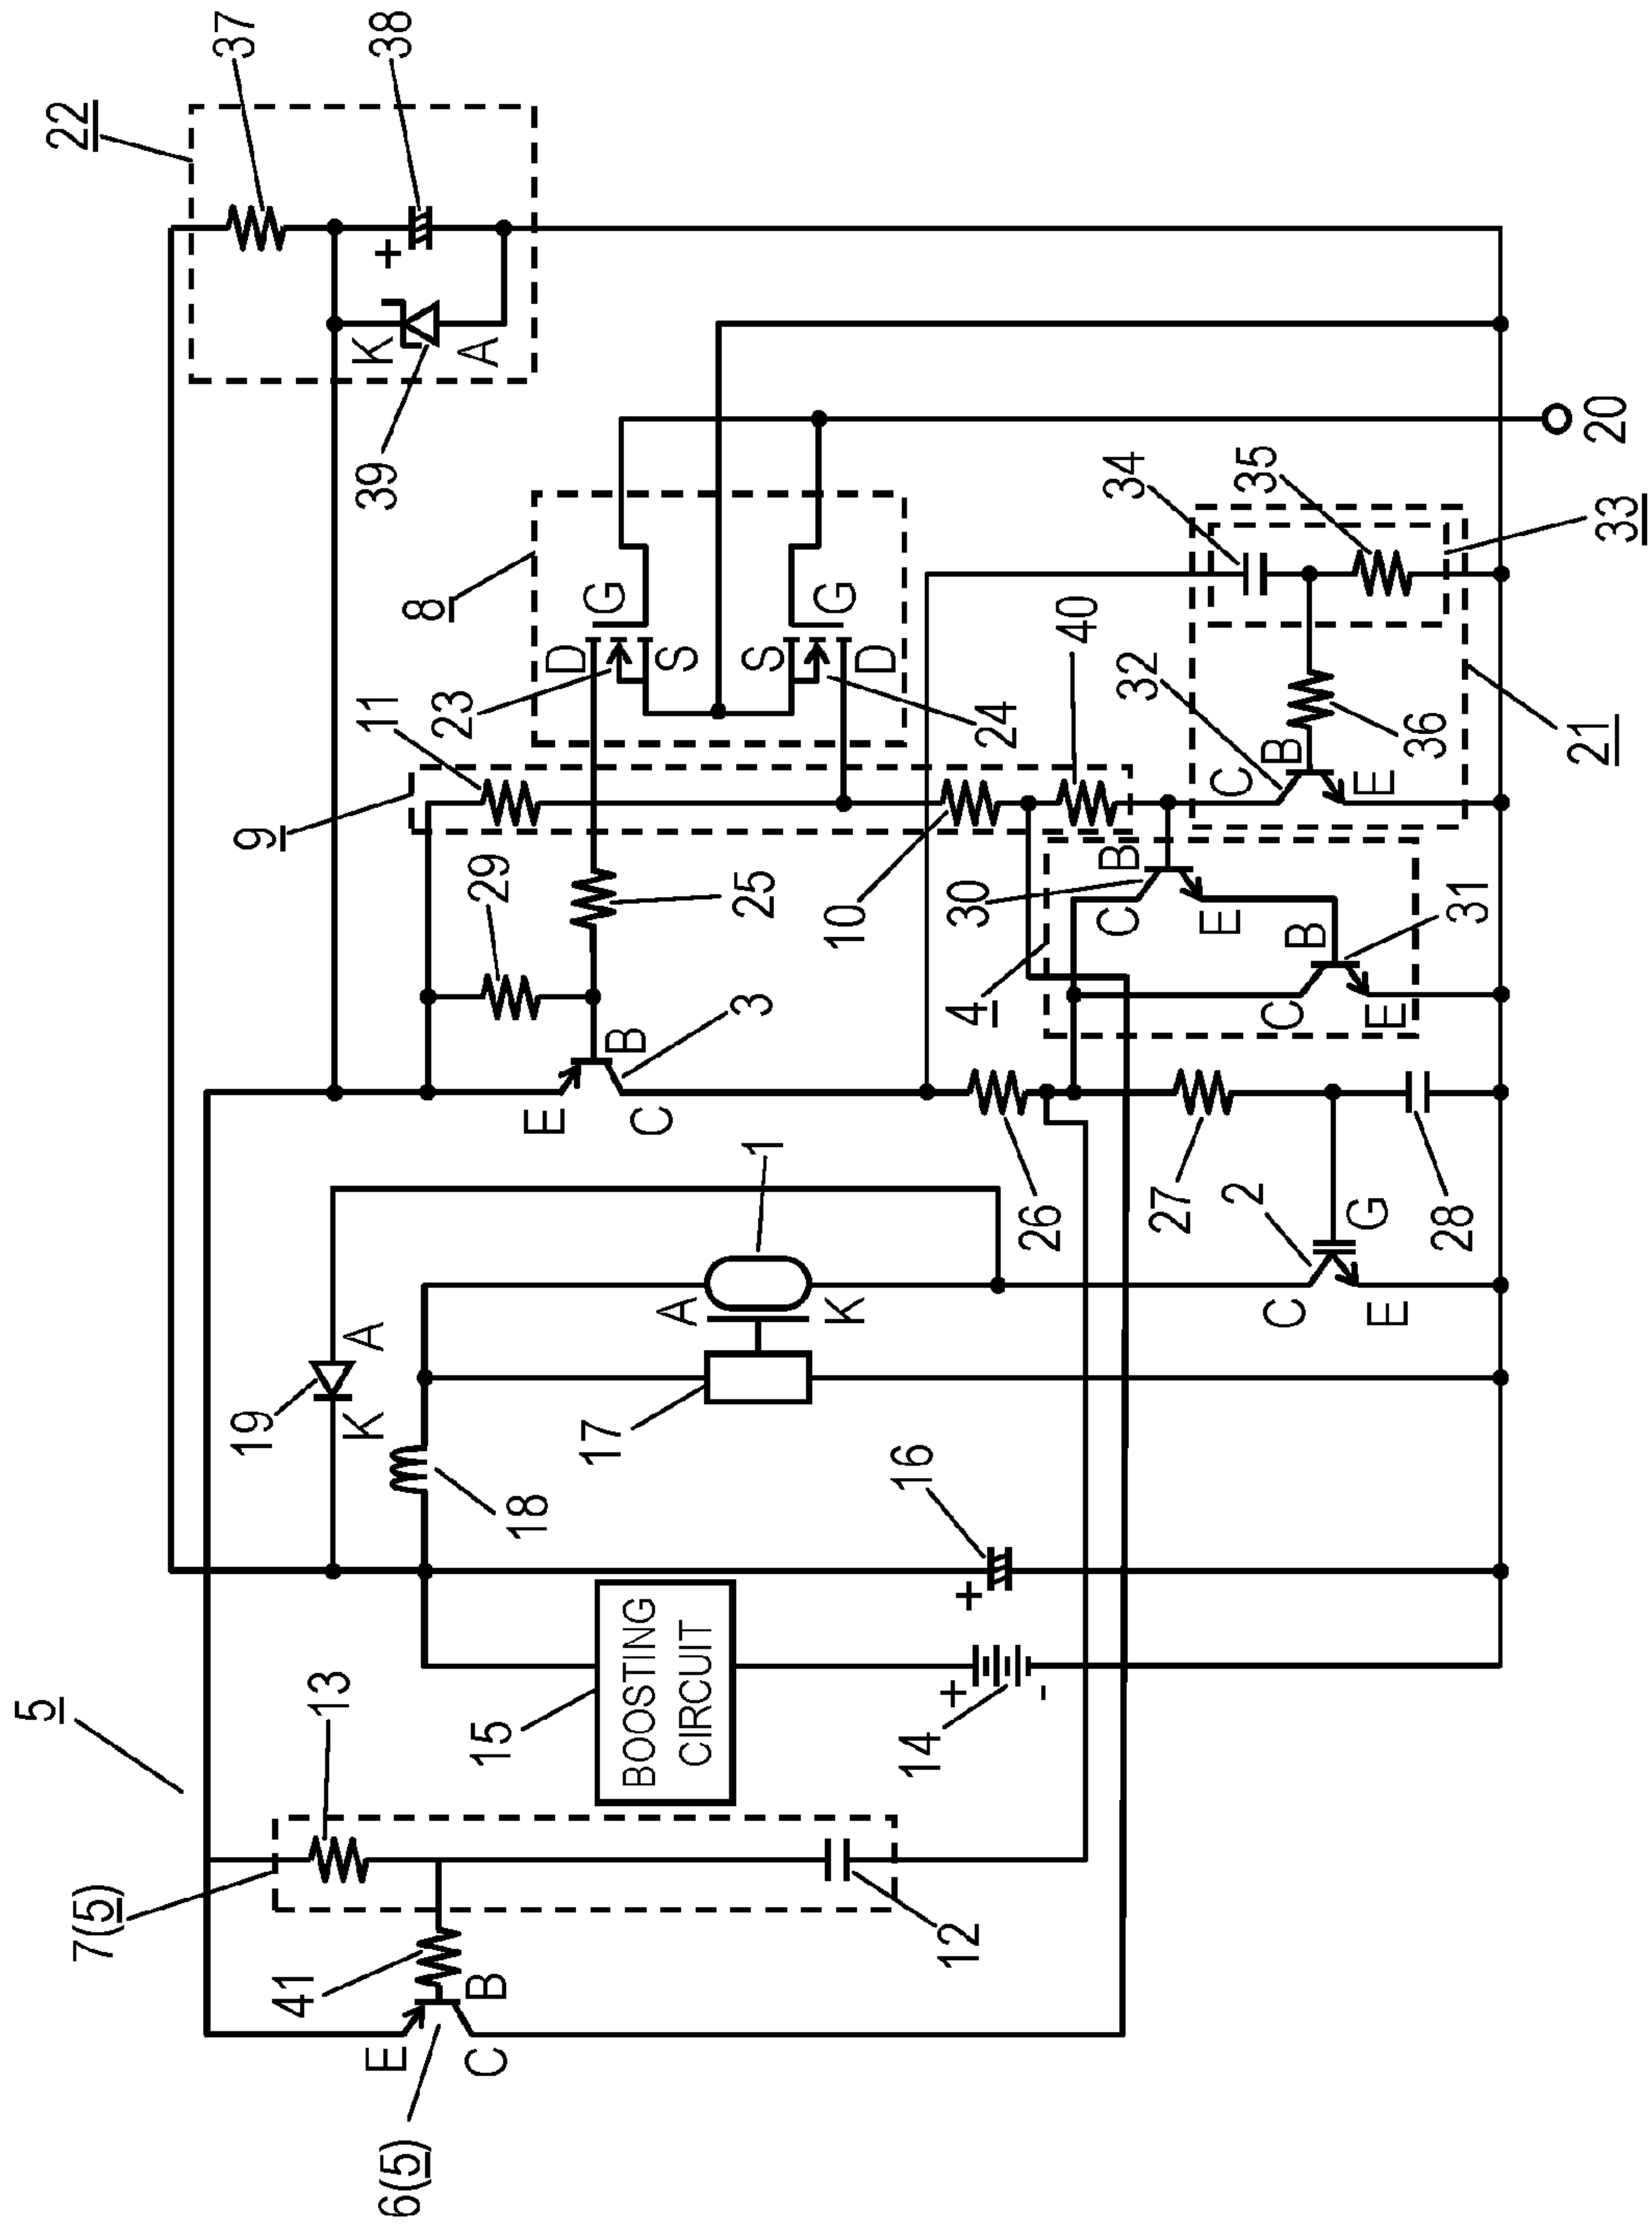 5
22
37
38
K
A
39
7(5)
13
41
B
E
C
6(5)
12
BOOSTING
CIRCUIT
15
14
+
-
16
+
18
19
K
A
17
A
K
1
2
C
G
E
28
27
26
3
E
B
C
29
25
9
11
10
40
8
23
D
G
S
S
G
D
24
20
+
4
30
B
C
E
31
B
C
E
21
32
C
B
E
36
33
34
35